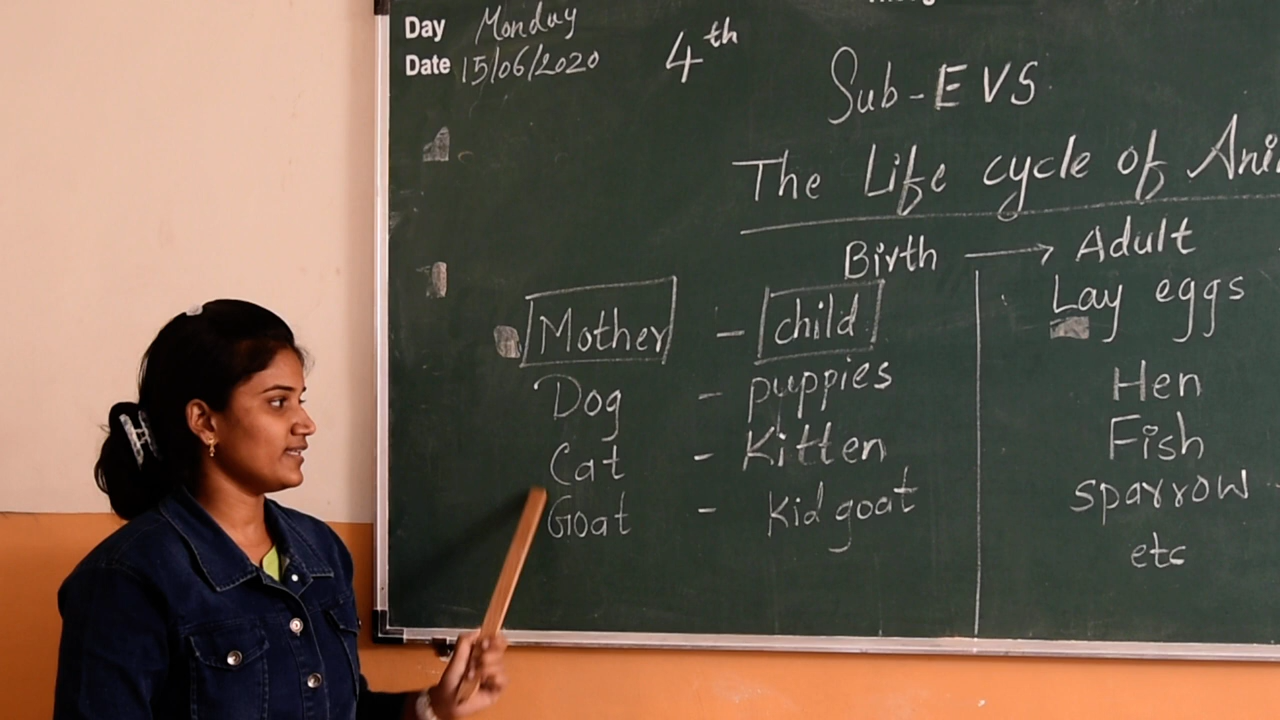 Day Monday
Date 15/06/2020
4th
Sub-EVS
The Life cycle of
Birth → Adult
Mother - child
Dog - puppies
Cat - Kitten
Goat - Kid goat
Lay eggs
Hen
Fish
sparrow
etc